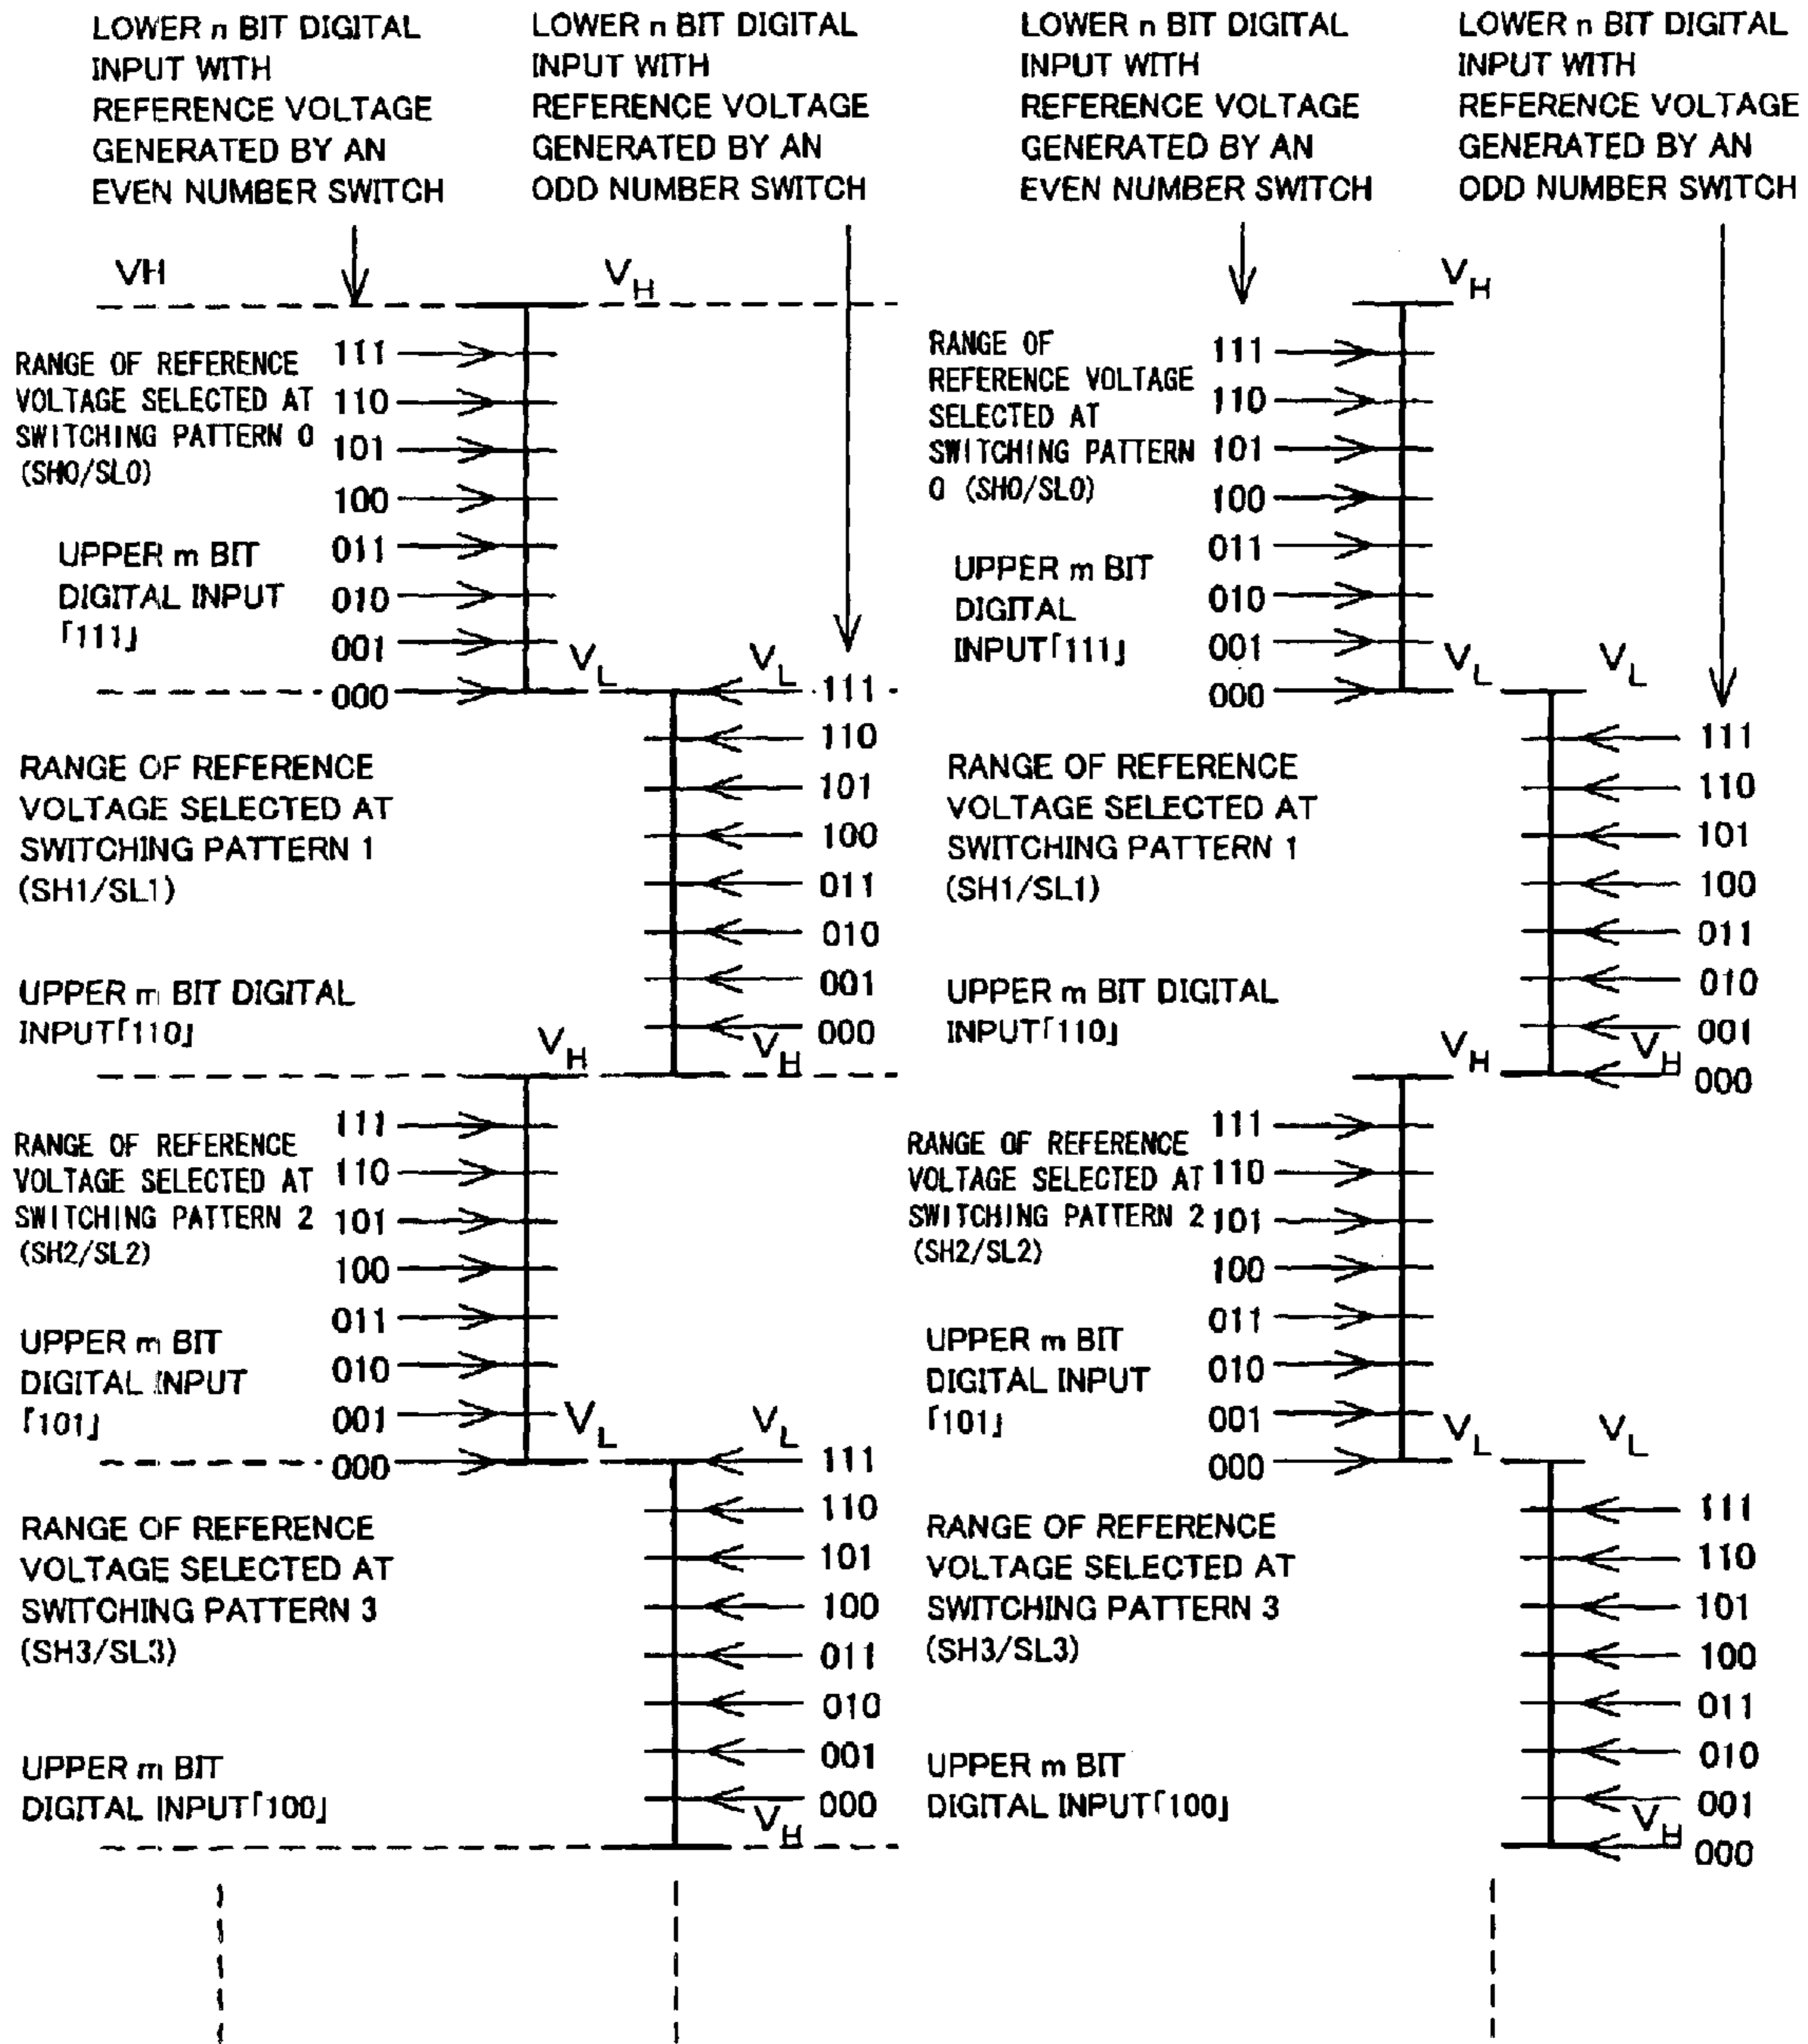 LOWER n BIT DIGITAL
INPUT WITH
REFERENCE VOLTAGE
GENERATED BY AN
EVEN NUMBER SWITCH
LOWER n BIT DIGITAL
INPUT WITH
REFERENCE VOLTAGE
GENERATED BY AN
ODD NUMBER SWITCH
VH
VH
RANGE OF REFERENCE
VOLTAGE SELECTED AT
SWITCHING PATTERN 0
(SH0/SL0)
UPPER m BIT
DIGITAL INPUT
「111」
111
110
101
100
011
010
001
000
VL
VL
111
110
101
100
011
010
001
000
RANGE OF REFERENCE
VOLTAGE SELECTED AT
SWITCHING PATTERN 1
(SH1/SL1)
UPPER m BIT DIGITAL
INPUT「110」
VH
VH
RANGE OF REFERENCE
VOLTAGE SELECTED AT
SWITCHING PATTERN 2
(SH2/SL2)
UPPER m BIT
DIGITAL INPUT
「101」
111
110
101
100
011
010
001
000
VL
VL
111
110
101
100
011
010
001
000
RANGE OF REFERENCE
VOLTAGE SELECTED AT
SWITCHING PATTERN 3
(SH3/SL3)
UPPER m BIT
DIGITAL INPUT「100」
VH
LOWER n BIT DIGITAL
INPUT WITH
REFERENCE VOLTAGE
GENERATED BY AN
EVEN NUMBER SWITCH
LOWER n BIT DIGITAL
INPUT WITH
REFERENCE VOLTAGE
GENERATED BY AN
ODD NUMBER SWITCH
VH
RANGE OF
REFERENCE VOLTAGE
SELECTED AT
SWITCHING PATTERN
0 (SH0/SL0)
UPPER m BIT
DIGITAL
INPUT「111」
111
110
101
100
011
010
001
000
VL
VL
111
110
101
100
011
010
001
000
RANGE OF REFERENCE
VOLTAGE SELECTED AT
SWITCHING PATTERN 1
(SH1/SL1)
UPPER m BIT DIGITAL
INPUT「110」
VH
VH
RANGE OF REFERENCE
VOLTAGE SELECTED AT
SWITCHING PATTERN 2
(SH2/SL2)
UPPER m BIT
DIGITAL INPUT
「101」
111
110
101
100
011
010
001
000
VL
VL
111
110
101
100
011
010
001
000
RANGE OF REFERENCE
VOLTAGE SELECTED AT
SWITCHING PATTERN 3
(SH3/SL3)
UPPER m BIT
DIGITAL INPUT「100」
VH